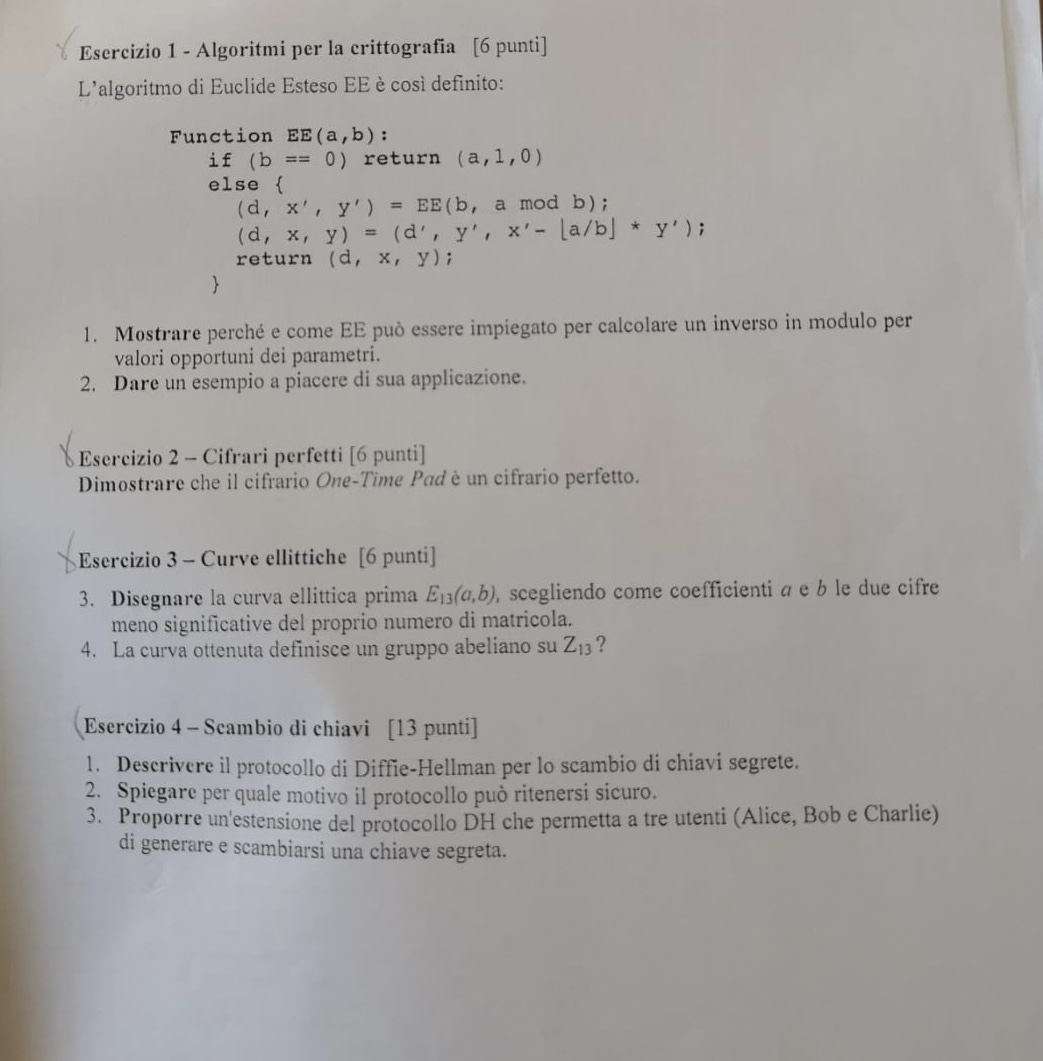 Esercizio 1 - Algoritmi per la crittografia [6 punti]
L'algoritmo di Euclide Esteso EE è così definito:
Function EE(a,b):
if (b == 0) return (a,1,0)
else {
(d, x', y') = EE(b, a mod b);
(d, x, y) = (d', y', x'- ⌊a/b⌋ * y');
return (d, x, y);
}
1. Mostrare perché e come EE può essere impiegato per calcolare un inverso in modulo per
valori opportuni dei parametri.
2. Dare un esempio a piacere di sua applicazione.
Esercizio 2 – Cifrari perfetti [6 punti]
Dimostrare che il cifrario One-Time Pad è un cifrario perfetto.
Esercizio 3 – Curve ellittiche [6 punti]
3. Disegnare la curva ellittica prima E₁₃(a,b), scegliendo come coefficienti a e b le due cifre
meno significative del proprio numero di matricola.
4. La curva ottenuta definisce un gruppo abeliano su Z₁₃ ?
Esercizio 4 – Scambio di chiavi [13 punti]
1. Descrivere il protocollo di Diffie-Hellman per lo scambio di chiavi segrete.
2. Spiegare per quale motivo il protocollo può ritenersi sicuro.
3. Proporre un'estensione del protocollo DH che permetta a tre utenti (Alice, Bob e Charlie)
di generare e scambiarsi una chiave segreta.